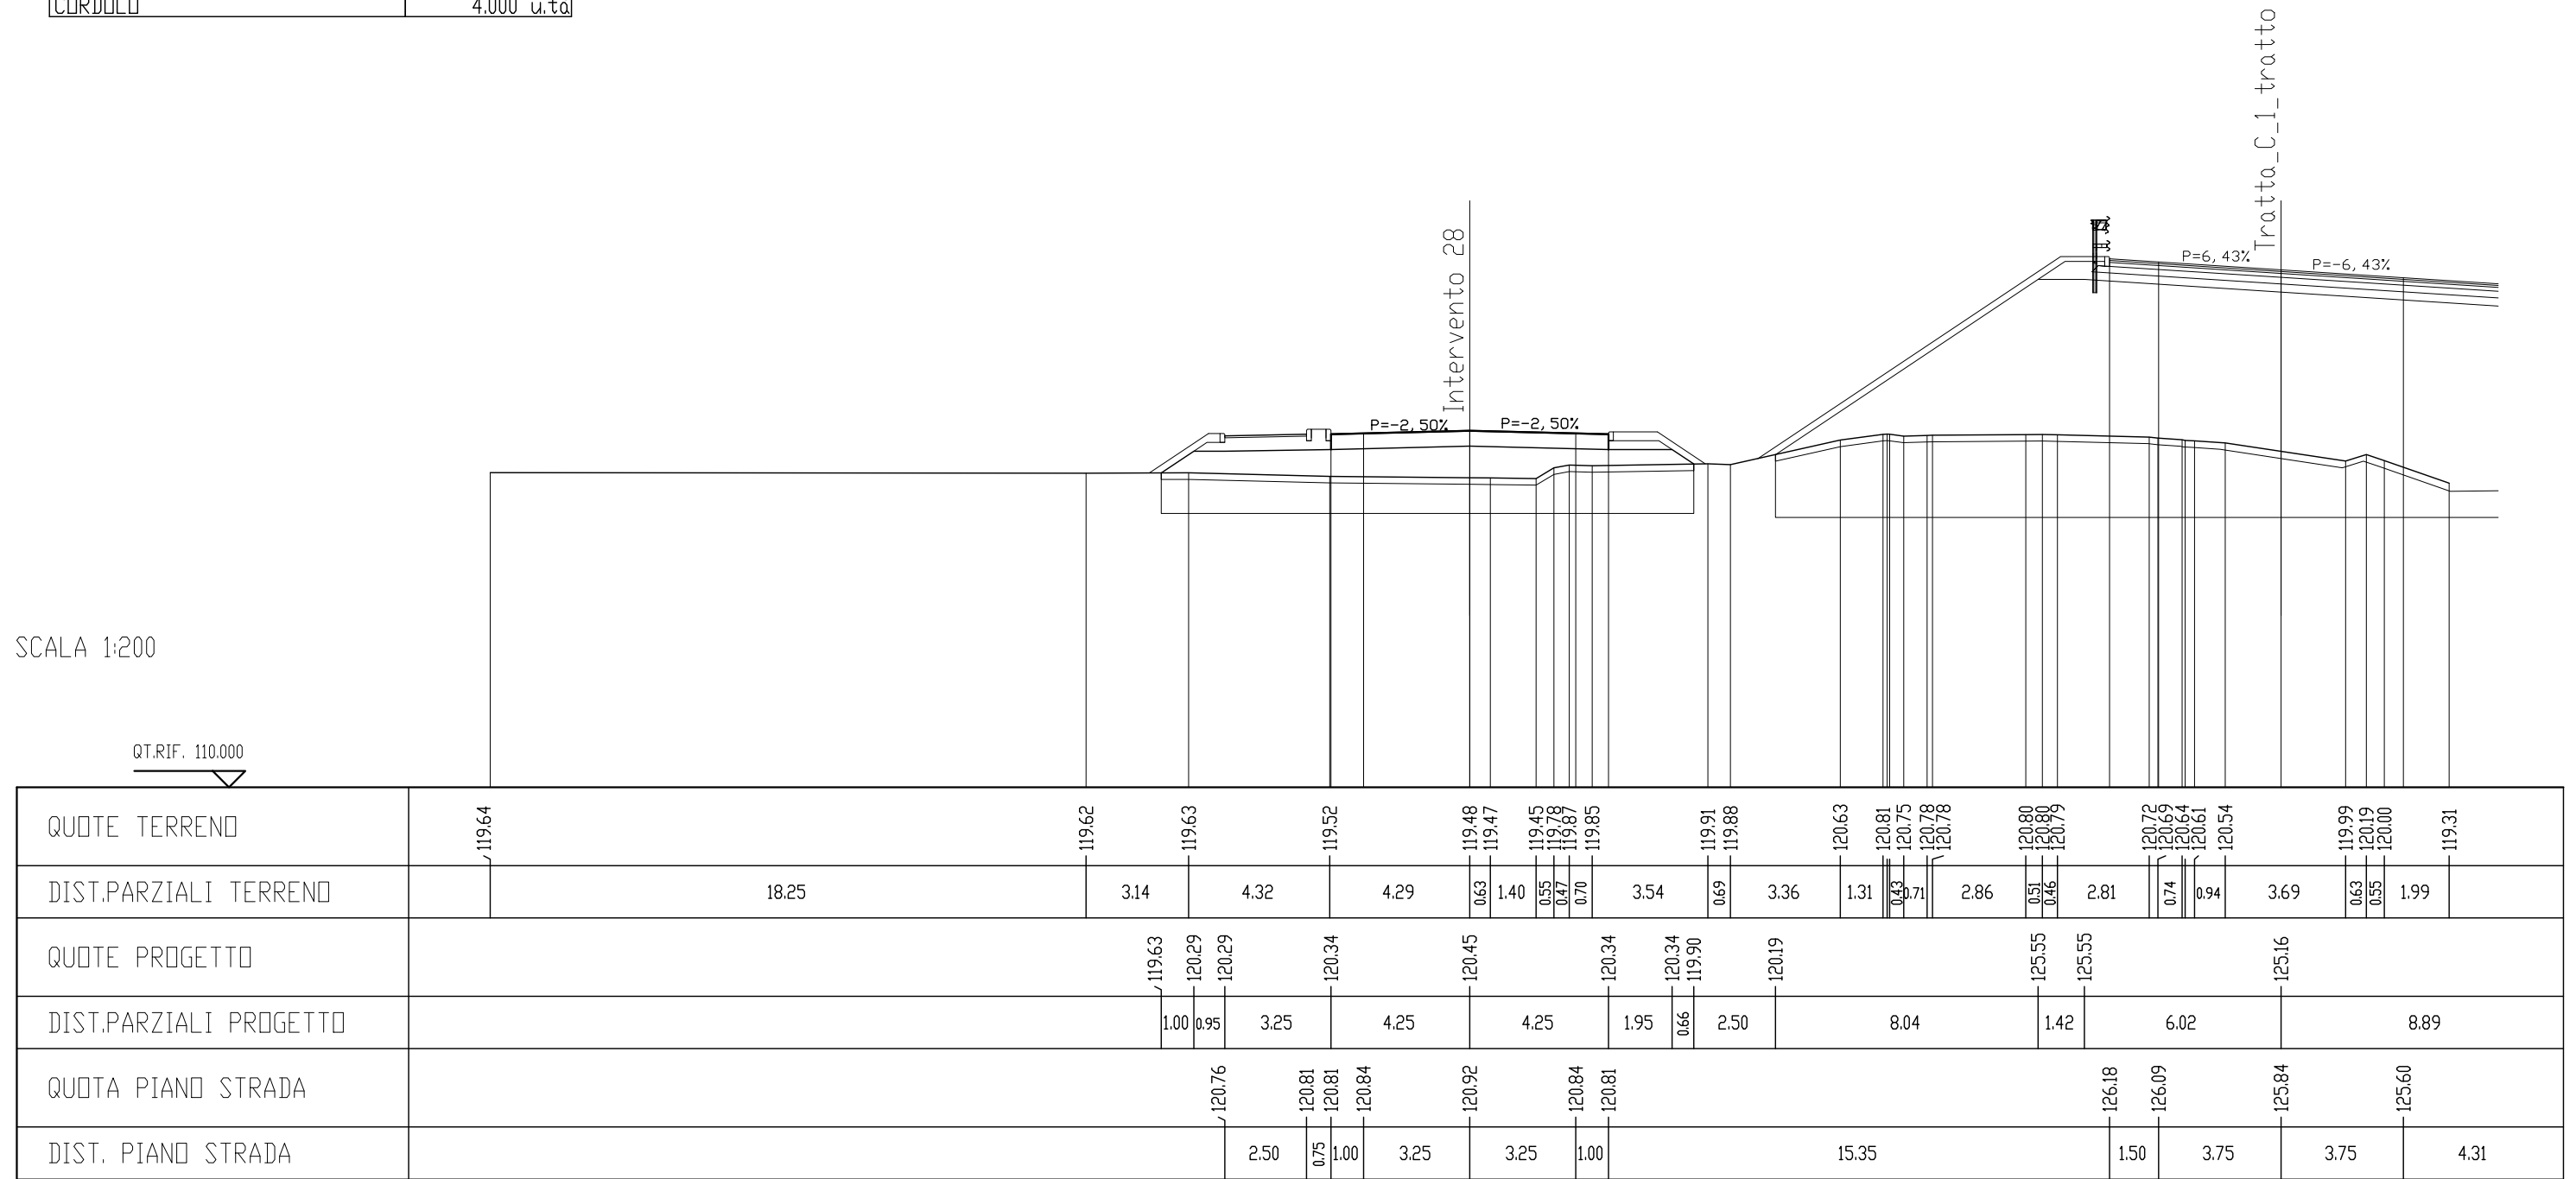 CORDOLO 4.000 u.ta
Tratta_C_1_tratto
Intervento 28
P=6,43%
P=-6,43%
P=-2,50%
P=-2,50%
SCALA 1:200
QT.RIF. 110.000
QUOTE TERRENO 119.64 119.62 119.63 119.52 119.48 119.47 119.45 119.78 119.87 119.85 119.91 119.88 120.63 120.81 120.75 120.78 120.78 120.80 120.80 120.79 120.72 120.69 120.64 120.61 120.54 119.99 120.19 120.00 119.31
DIST.PARZIALI TERRENO 18.25 3.14 4.32 4.29 0.63 1.40 0.55 0.47 0.70 3.54 0.69 3.36 1.31 0.43 0.71 2.86 0.51 0.46 2.81 0.74 0.94 3.69 0.63 0.55 1.99
QUOTE PROGETTO 119.63 120.29 120.29 120.34 120.45 120.34 120.34 119.90 120.19 125.55 125.55 125.16
DIST.PARZIALI PROGETTO 1.00 0.95 3.25 4.25 4.25 1.95 0.66 2.50 8.04 1.42 6.02 8.89
QUOTA PIANO STRADA 120.76 120.81 120.81 120.84 120.92 120.84 120.81 126.18 126.09 125.84 125.60
DIST. PIANO STRADA 2.50 0.75 1.00 3.25 3.25 1.00 15.35 1.50 3.75 3.75 4.31